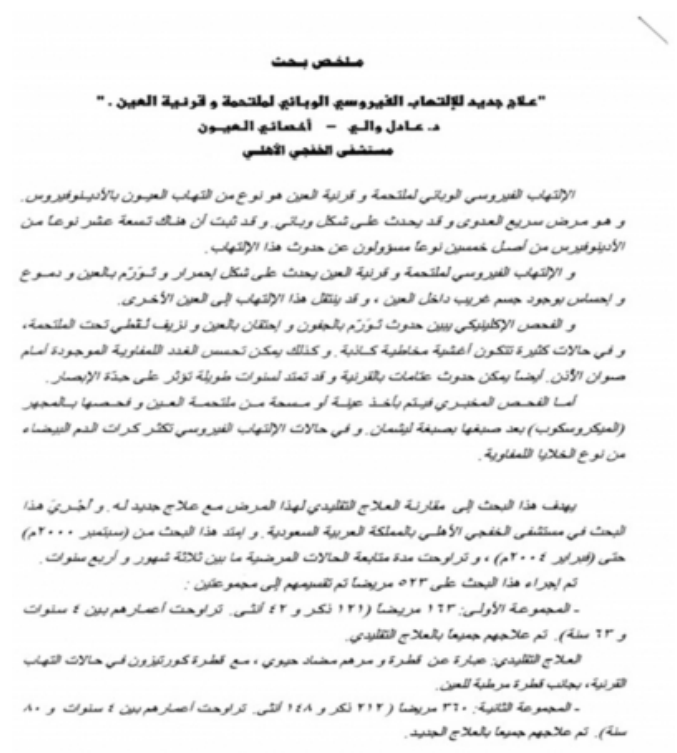 ملخص بحث
"علاج جديد للإلتهاب الفيروسي الوبائي لملتحمة و قرنية العين . "
د. عادل والي – أخصائي العيون
مستشفى الخفجي الأهلي
الإلتهاب الفيروسي الوبائي لملتحمة و قرنية العين هو نوع من التهاب العيون بالأدينوفيروس.
و هو مرض سريع العدوى و قد يحدث على شكل وبائي. و قد ثبت أن هناك تسعة عشر نوعاً من
الأدينوفيرس من أصل خمسين نوعاً مسؤولون عن حدوث هذا الإلتهاب.
و الإلتهاب الفيروسي لملتحمة و قرنية العين يحدث على شكل إحمرار و تَوَرّم بالعين و دموع
و إحساس بوجود جسم غريب داخل العين ، و قد ينتقل هذا الإلتهاب إلى العين الأخرى.
و الفحص الإكلينيكي يبين حدوث تَوَرّم بالجفون و إحتقان بالعين و نزيف نُقطي تحت الملتحمة،
و في حالات كثيرة تتكون أغشية مخاطية كاذبة. و كذلك يمكن تحسس الغدد اللمفاوية الموجودة أمام
صوان الأذن. أيضاً يمكن حدوث عتامات بالقرنية و قد تمتد لسنوات طويلة تؤثر على حدّة الإبصار.
أما الفحص المخبري فيتم بأخذ عينة أو مسحة من ملتحمة العين و فحصها بالمجهر
(الميكروسكوب) بعد صبغها بصبغة ليشمان. و في حالات الإلتهاب الفيروسي تكثر كرات الدم البيضاء
من نوع الخلايا اللمفاوية.
يهدف هذا البحث إلى مقارنة العلاج التقليدي لهذا المرض مع علاج جديد له. و أُجْرِيَ هذا
البحث في مستشفى الخفجي الأهلي بالمملكة العربية السعودية. و إمتد هذا البحث من (سبتمبر ٢٠٠٠م)
حتى (فبراير ٢٠٠٤م) ، و تراوحت مدة متابعة الحالات المرضية ما بين ثلاثة شهور و أربع سنوات.
تم إجراء هذا البحث على ٥٢٣ مريضاً تم تقسيمهم إلى مجموعتين :
- المجموعة الأولى: ١٦٣ مريضاً (١٢١ ذكر و ٤٢ أنثى. تراوحت أعمارهم بين ٤ سنوات
و ٦٣ سنة). تم علاجهم جميعاً بالعلاج التقليدي.
العلاج التقليدي: عبارة عن قطرة و مرهم مضاد حيوي ، مع قطرة كورتيزون في حالات التهاب
القرنية، بجانب قطرة مرطبة للعين.
- المجموعة الثانية: ٣٦٠ مريضاً (٢١٢ ذكر و ١٤٨ أنثى. تراوحت أعمارهم بين ٤ سنوات و ٨٠
سنة). تم علاجهم جميعاً بالعلاج الجديد.